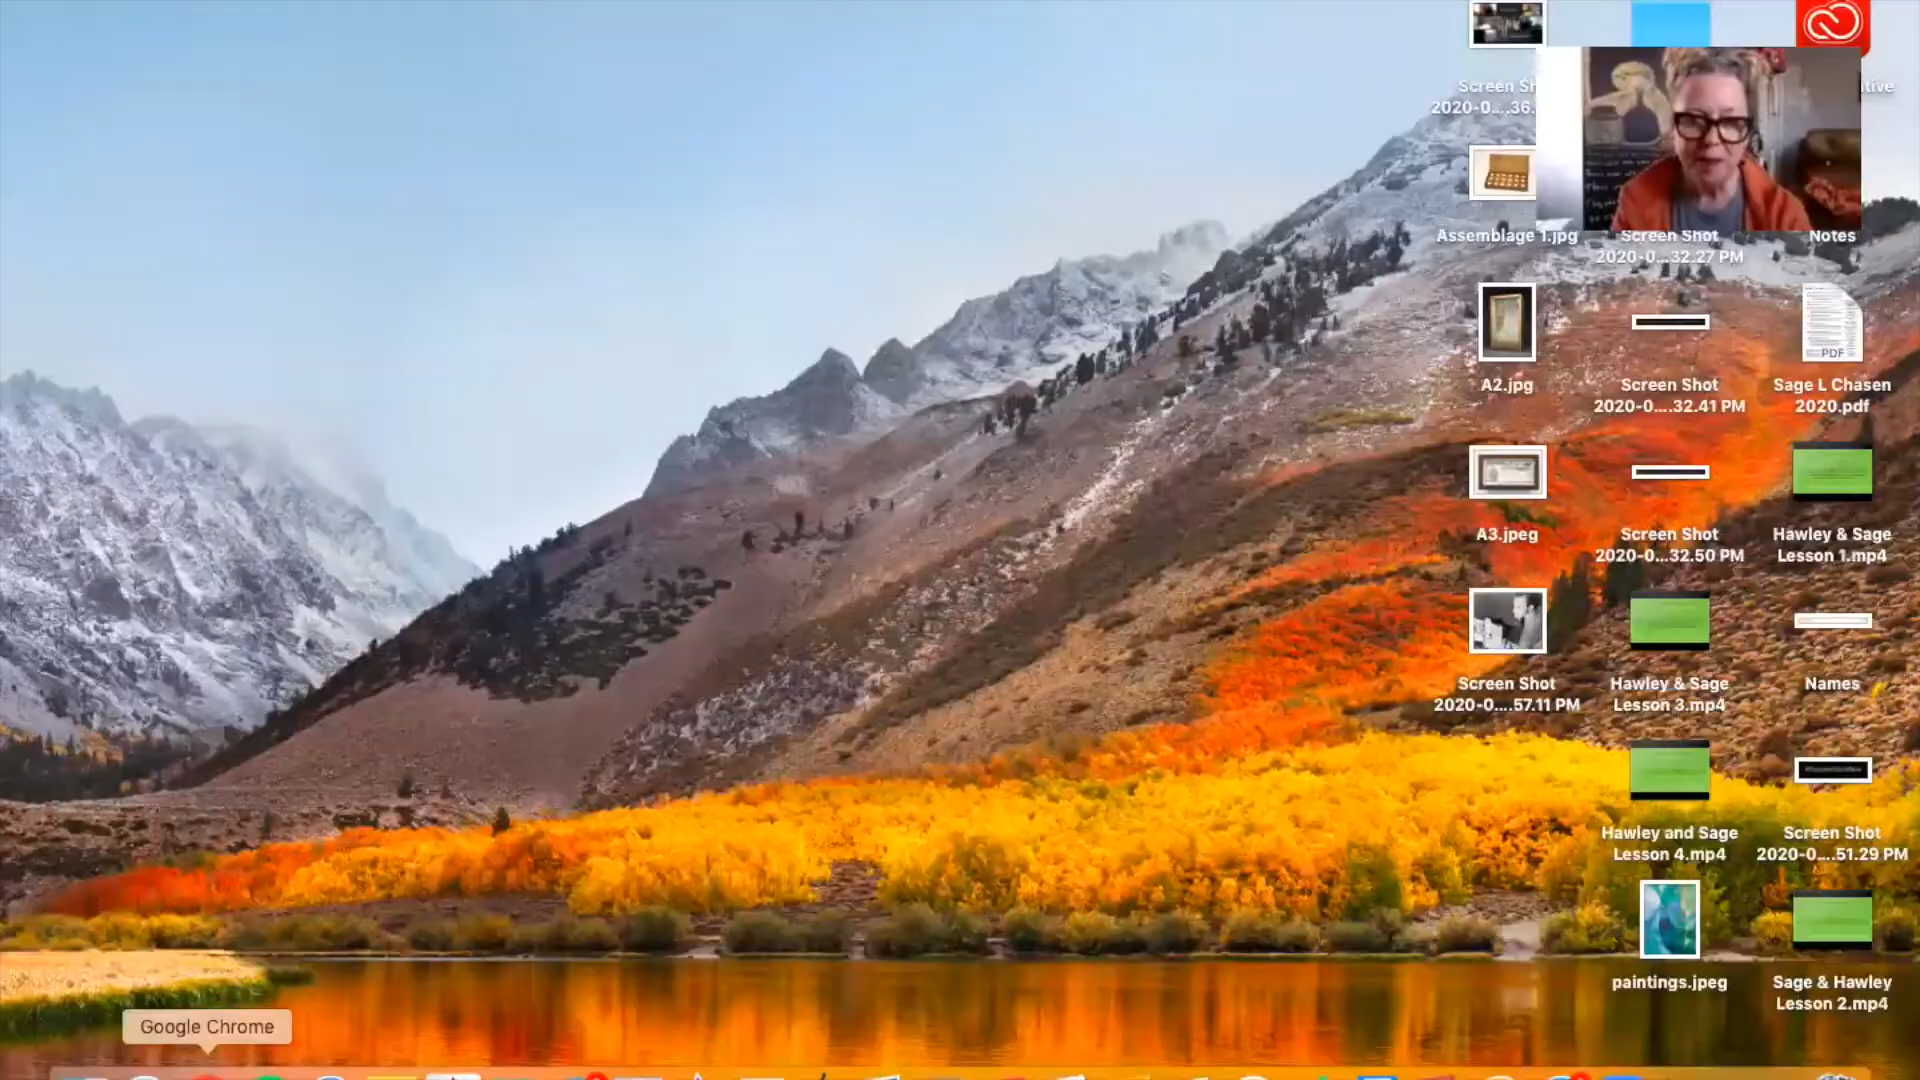 Screen Sh
2020-0....36.
tive
Assemblage 1.jpg
Screen Shot
2020-0...32.27 PM
Notes
A2.jpg
Screen Shot
2020-0....32.41 PM
PDF
Sage L Chasen
2020.pdf
A3.jpeg
Screen Shot
2020-0...32.50 PM
Hawley & Sage
Lesson 1.mp4
Screen Shot
2020-0....57.11 PM
Hawley & Sage
Lesson 3.mp4
Names
Hawley and Sage
Lesson 4.mp4
Screen Shot
2020-0....51.29 PM
paintings.jpeg
Sage & Hawley
Lesson 2.mp4
Google Chrome